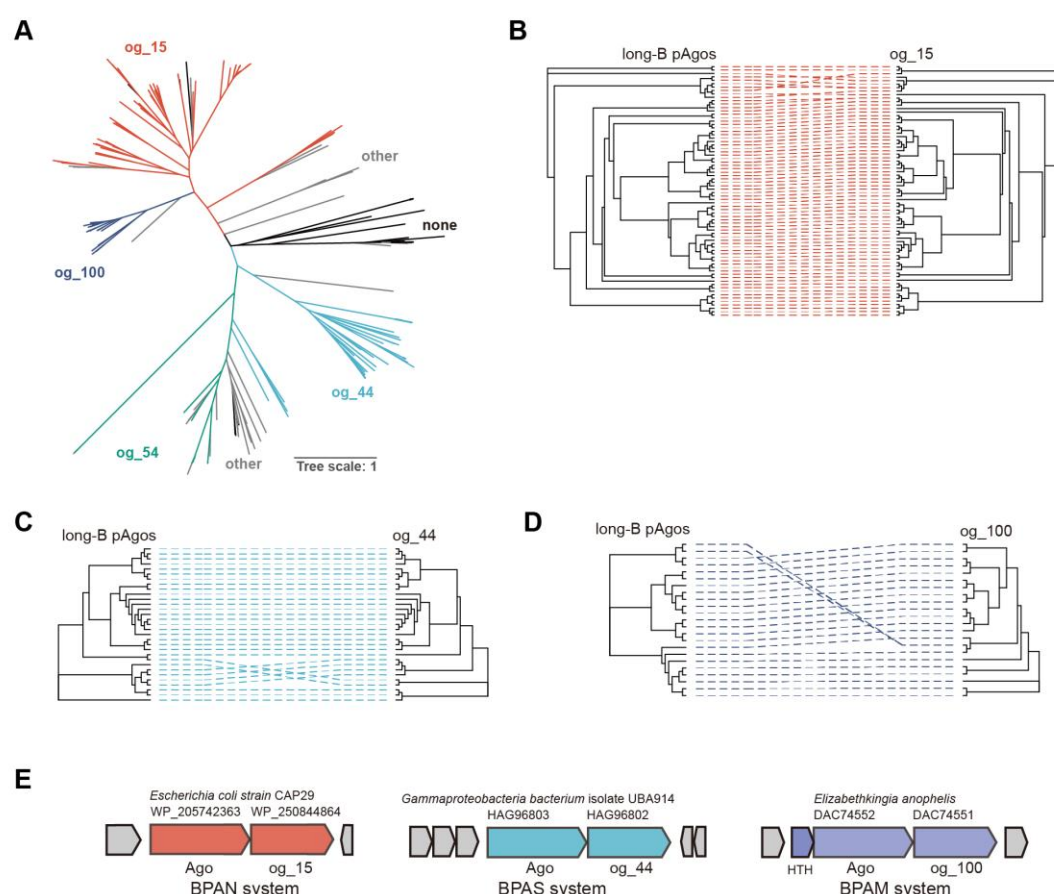 A
og_15
other
none
og_100
og_44
og_54
other
Tree scale: 1
B
long-B pAgos
og_15
C
long-B pAgos
og_44
D
long-B pAgos
og_100
E
Escherichia coli strain CAP29
WP_205742363 WP_250844864
Ago og_15
BPAN system
Gammaproteobacteria bacterium isolate UBA914
HAG96803 HAG96802
Ago og_44
BPAS system
Elizabethkingia anophelis
DAC74552 DAC74551
HTH Ago og_100
BPAM system